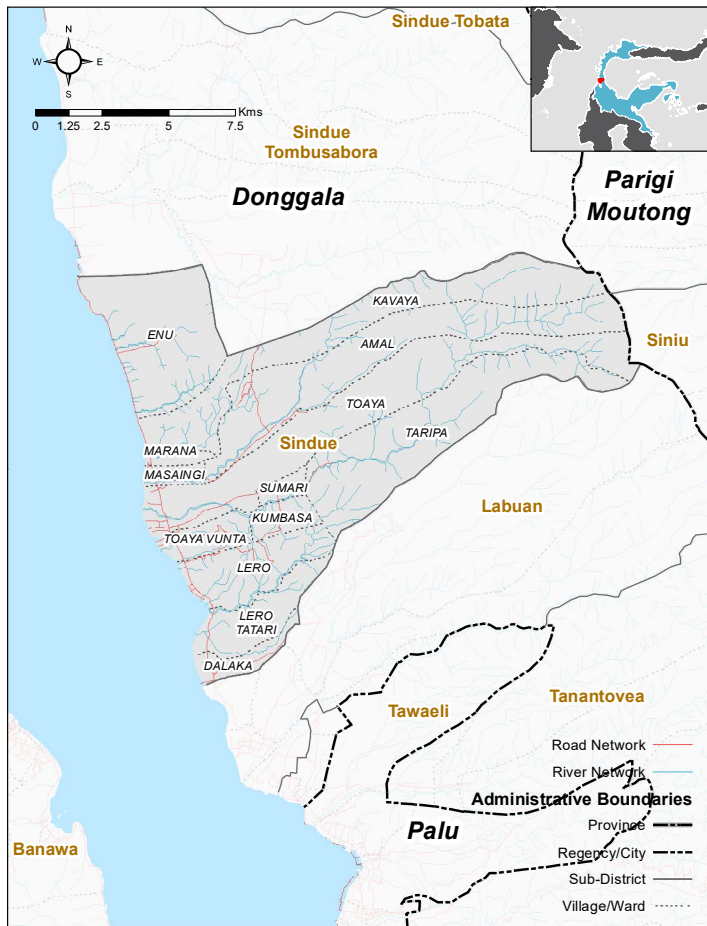 Sindue Tobata
N
W E
S
Kms
0 1.25 2.5 5 7.5
Sindue
Tombusabora
Donggala
Parigi
Moutong
KAVAYA
ENU
AMAL
Siniu
TOAYA
MARANA
Sindue
TARIPA
MASAINGI
SUMARI
Labuan
KUMBASA
TOAYA VUNTA
LERO
LERO
TATARI
DALAKA
Tawaeli
Tanantovea
Road Network
River Network
Administrative Boundaries
Palu
Province
Banawa
Regency/City
Sub-District
Village/Ward